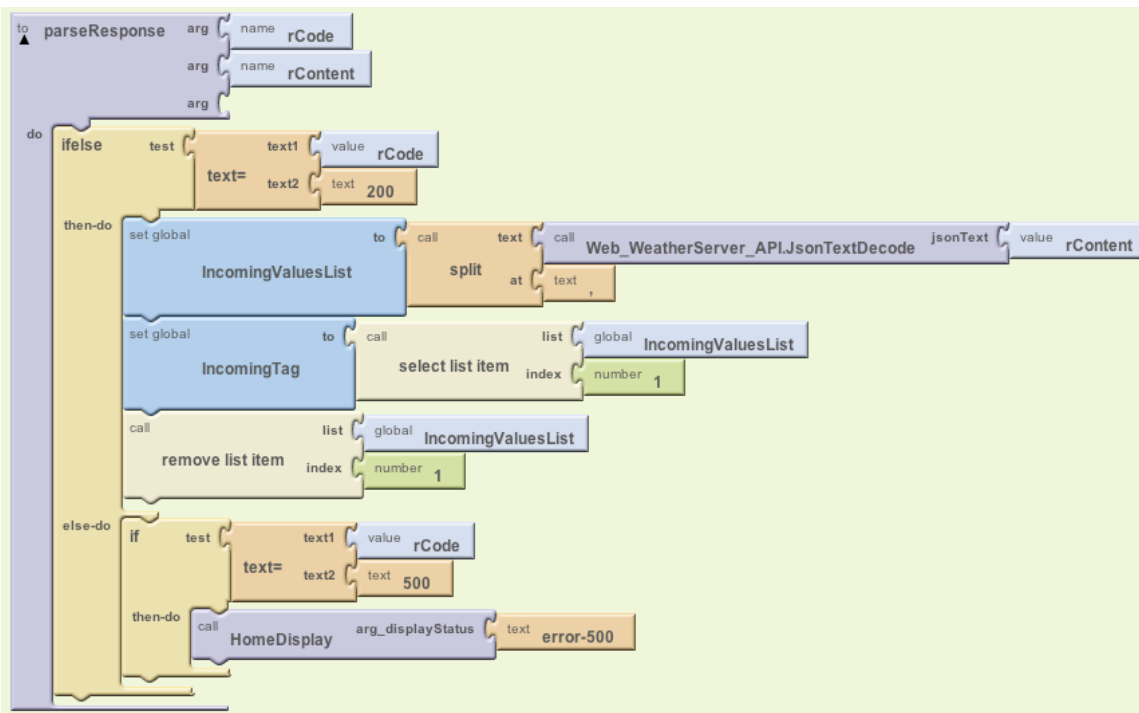 to parseResponse arg name rCode
arg name rContent
arg
do ifelse test text= text1 value rCode
text2 text 200
then-do set global IncomingValuesList to call split text call Web_WeatherServer_API.JsonTextDecode jsonText value rContent
at text ,
set global IncomingTag to call select list item list global IncomingValuesList
index number 1
call remove list item list global IncomingValuesList
index number 1
else-do if test text= text1 value rCode
text2 text 500
then-do call HomeDisplay arg_displayStatus text error-500